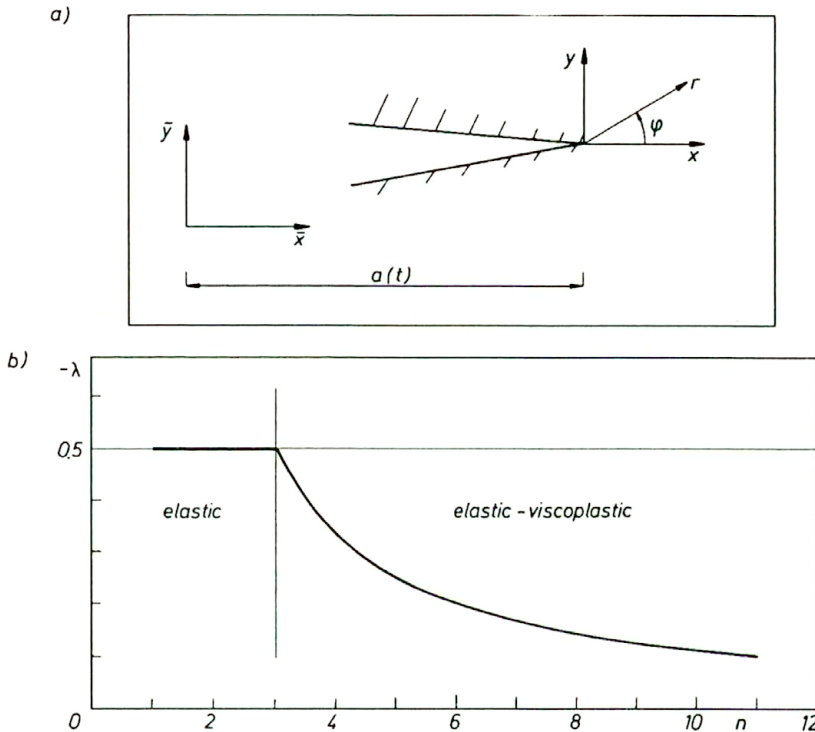 a)
y
r
φ
x
ȳ
x̄
a(t)
b)
-λ
0.5
elastic
elastic - viscoplastic
0 2 4 6 8 10 n 12